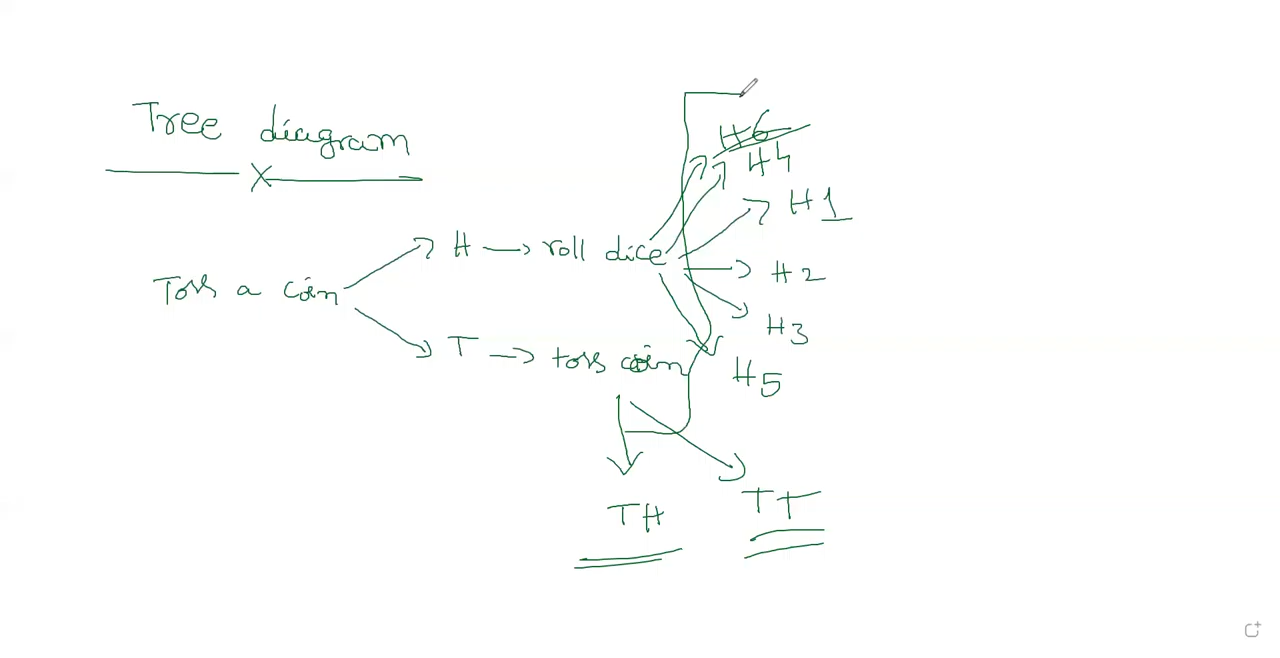 Tree diagram
H6
H4
H1
H → roll dice
Toss a coin
H2
H3
T → toss coin
H5
TT
TH